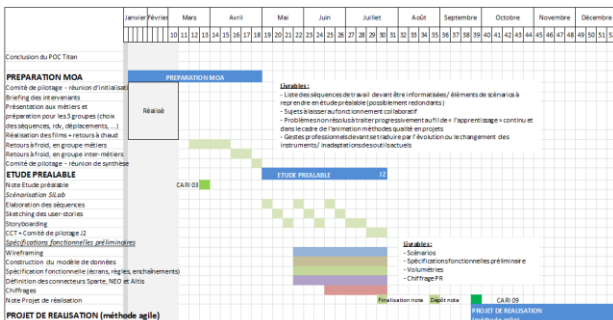 Janvier Février Mars Avril Mai Juin Juillet Août Septembre Octobre Novembre Décembre
10 11 12 13 14 15 16 17 18 19 20 21 22 23 24 25 26 27 28 29 30 31 32 33 34 35 36 37 38 39 40 41 42 43 44 45 46 47 48 49 50 51
Conclusion du POC Titan
PREPARATION MOA
PREPARATION MOA
Comité de pilotage - réunion d'initialisati
Briefing des intervenants
Présentation aux métiers et
préparation pour les 3 groupes (choix
des séquences, rdv, déplacements, ...)
Réalisation des films + retours à chaud
Retours à froid, en groupe métiers
Retours à froid, en groupe inter-métiers
Comité de pilotage - réunion de synthèse
Réalisé
Livrables :
- Liste des séquences de travail devant être informatisées / éléments de scénarios à
reprendre en étude préalable (possiblement redondants)
- Sujets à laisser au fonctionnement collaboratif
- Problèmes non résolus à traiter progressivement au fil de « l'apprentissage » continu et
dans le cadre de l'animation méthodes qualité en projets
- Gestes professionnels devant se traduire par l'évolution ou le changement des
instruments / inadaptations des outils actuels
ETUDE PREALABLE
ETUDE PREALABLE
J2
Note Etude préalable
CARI 03
Scénarisation SILab
Elaboration des séquences
Sketching des user-stories
Storyboarding
CCT + Comité de pilotage J2
Spécifications fonctionnelles préliminaires
Wireframing
Construction du modèle de données
Spécification fonctionnelle (écrans, règles, enchaînements)
Définition des connecteurs Sparte, NEO et Altis
Chiffrages
Note Projet de réalisation
Livrables :
- Scénarios
- Spécifications fonctionnelles préliminaire
- Volumétries
- Chiffrage PR
Finalisation note
Dépôt note
CARI 09
PROJET DE REALISATION (méthode agile)
PROJET DE REALISATION